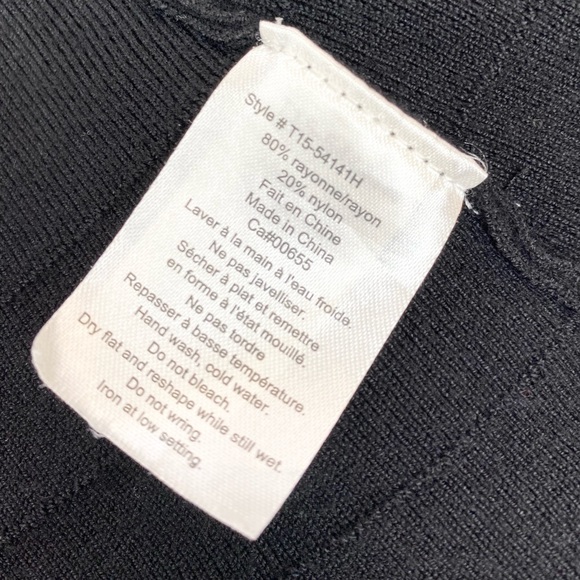 Style # T15-54141H
80% rayonne/rayon
20% nylon
Fait en Chine
Made in China
Ca#00655
Laver à la main à l'eau froide.
Ne pas javelliser.
Sécher à plat et remettre
en forme à l'état mouillé.
Ne pas tordre
Repasser à basse température.
Hand wash, cold water.
Do not bleach.
Dry flat and reshape while still wet.
Do not wring.
Iron at low setting.